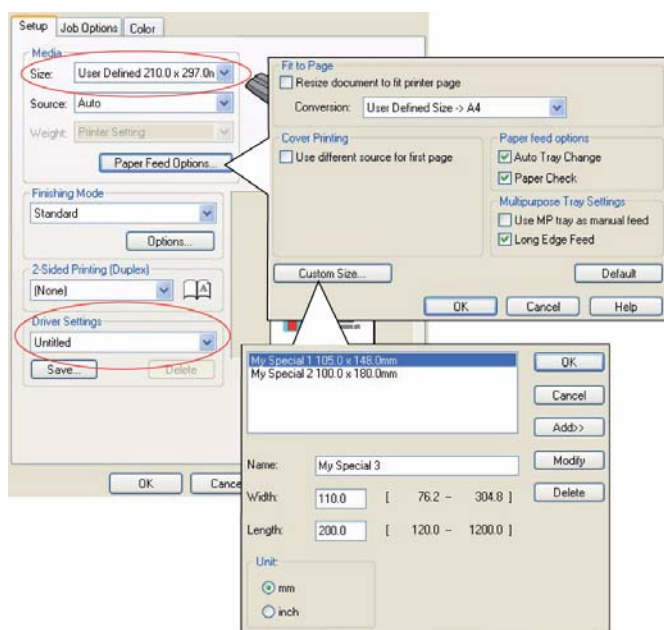 Setup Job Options Color
Media
Size: User Defined 210.0 x 297.0n
Source: Auto
Weight: Printer Setting
Paper Feed Options...
Finishing Mode
Standard
Options...
2-Sided Printing (Duplex)
(None)
A
Driver Settings
Untitled
Save... Delete
OK Cance
Fit to Page
Resize document to fit printer page
Conversion: User Defined Size -> A4
Cover Printing
Use different source for first page
Paper feed options
Auto Tray Change
Paper Check
Multipurpose Tray Settings
Use MP tray as manual feed
Long Edge Feed
Custom Size... Default
OK Cancel Help
My Special 1 105.0 x 148.0mm
My Special 2 100.0 x 180.0mm
OK
Cancel
Add>>
Modify
Delete
Name: My Special 3
Width: 110.0 [ 76.2 - 304.8 ]
Length: 200.0 [ 120.0 - 1200.0 ]
Unit:
mm
inch